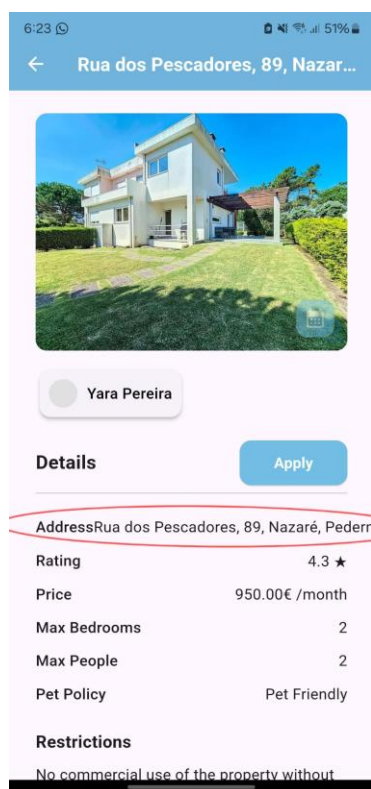 6:23 51%
Rua dos Pescadores, 89, Nazar...
Yara Pereira
Details
Apply
AddressRua dos Pescadores, 89, Nazaré, Pedern
Rating 4.3 ★
Price 950.00€ /month
Max Bedrooms 2
Max People 2
Pet Policy Pet Friendly
Restrictions
No commercial use of the property without